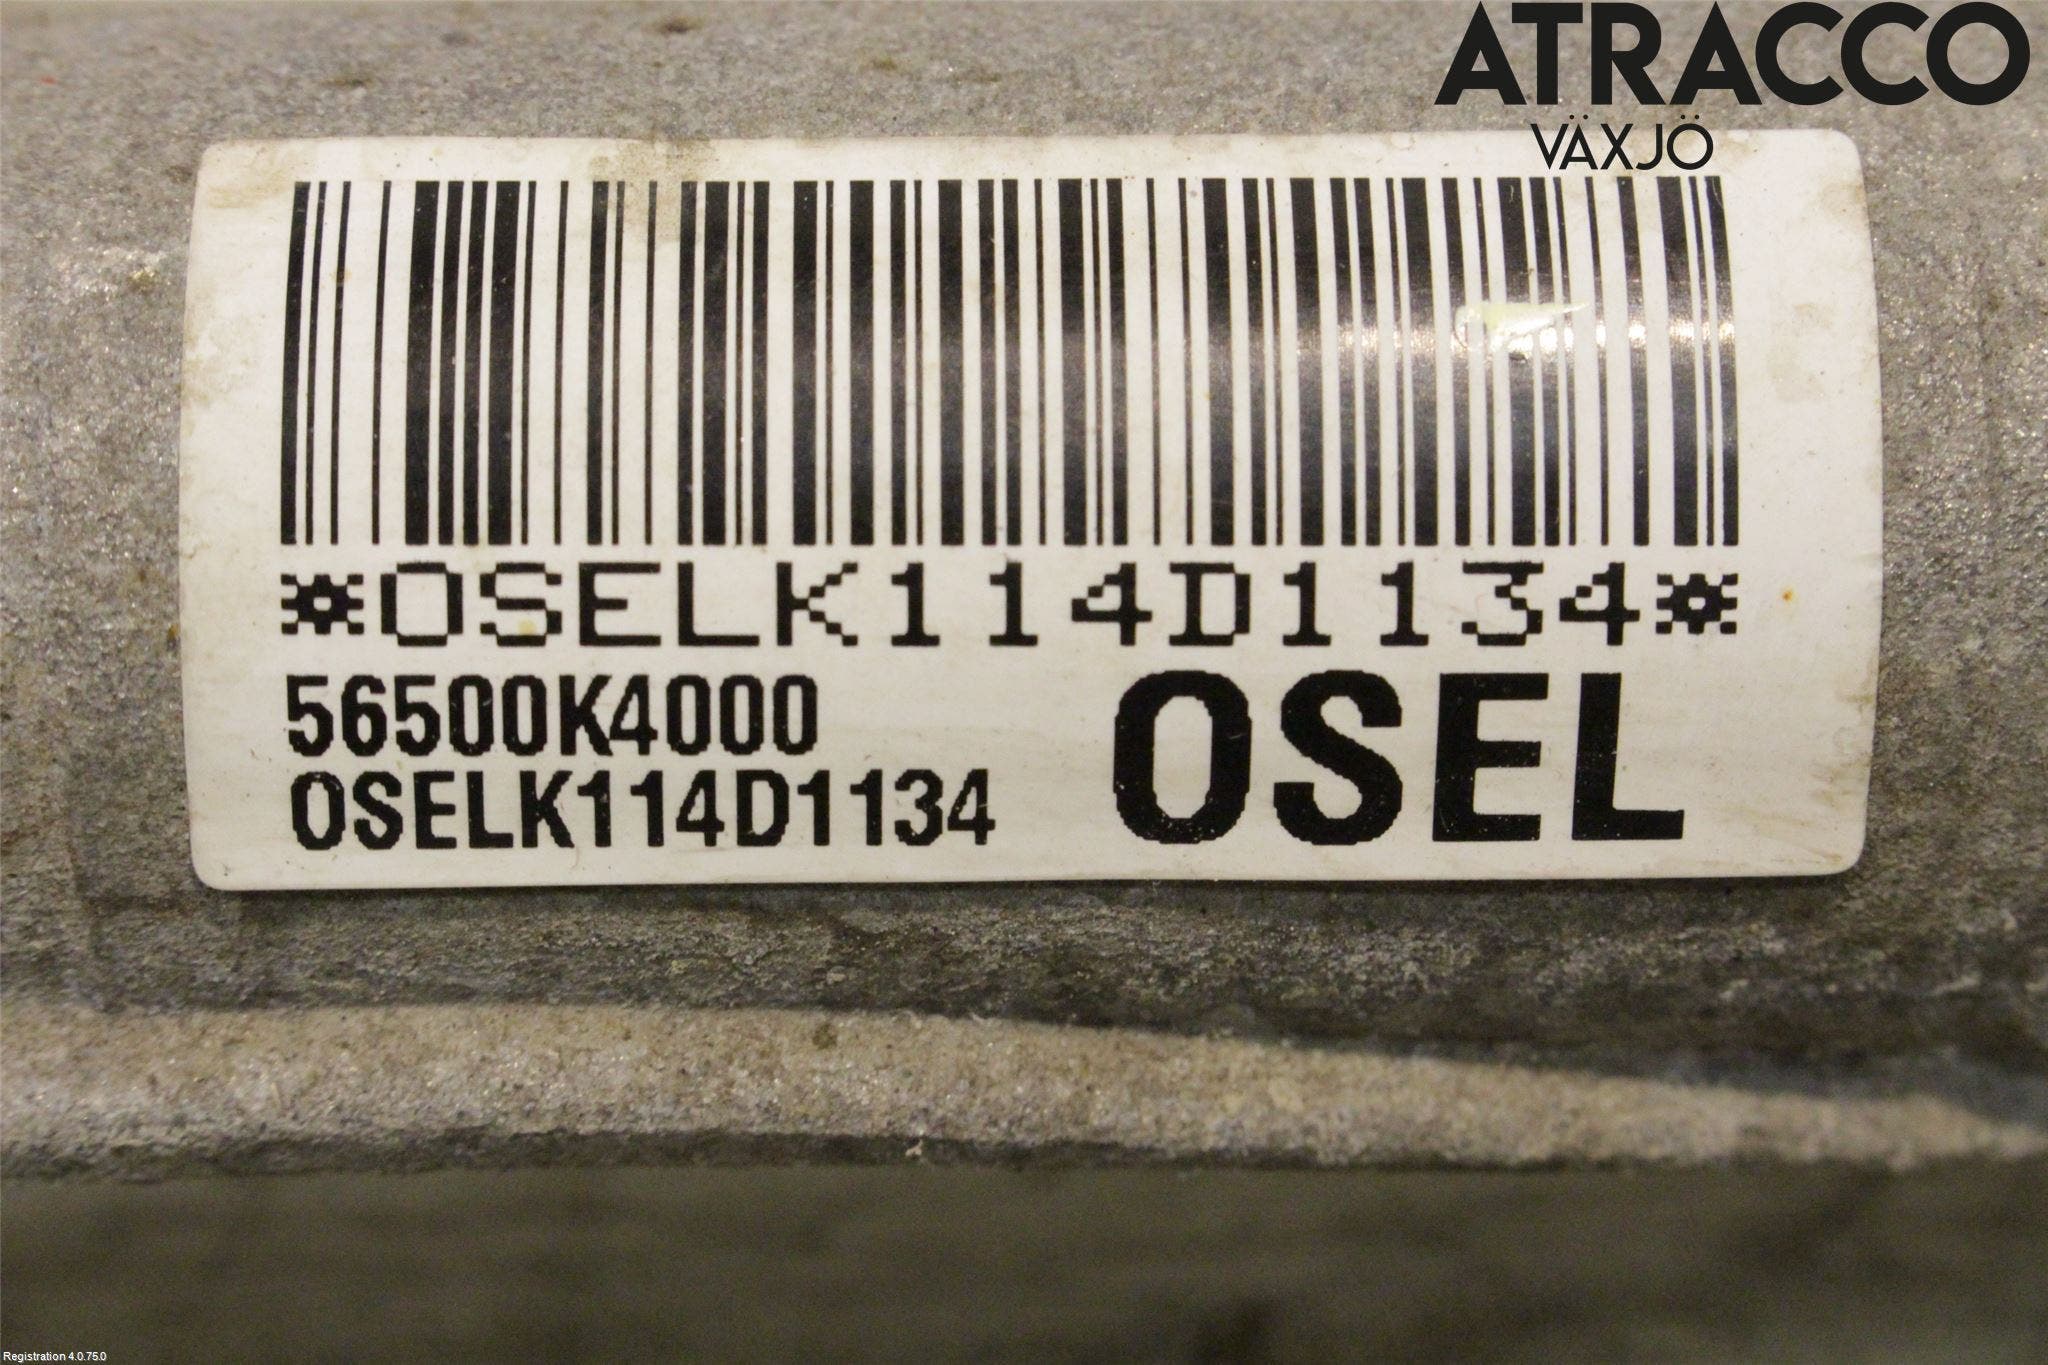 ATRACCO
VÄXJÖ
*OSELK114D1134*
56500K4000
OSELK114D1134
OSEL
Registration 4.0.75.0